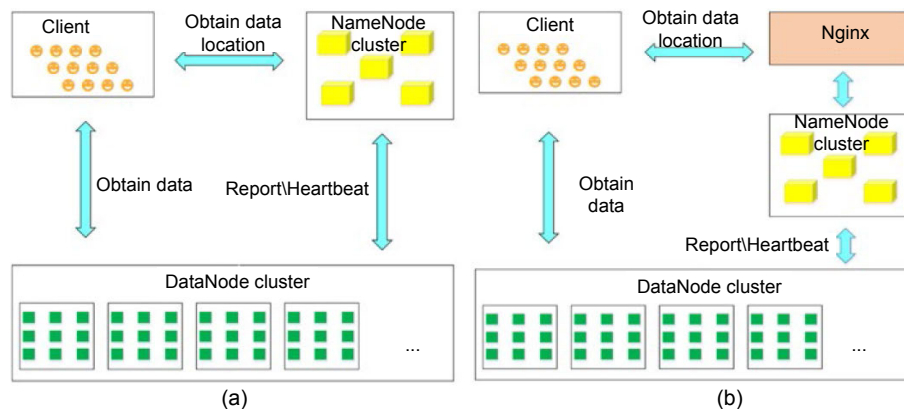 Client
Obtain data
location
NameNode
cluster
Obtain data
Report\Heartbeat
DataNode cluster
...
(a)
Client
Obtain data
location
Nginx
NameNode
cluster
Obtain
data
Report\Heartbeat
DataNode cluster
...
(b)